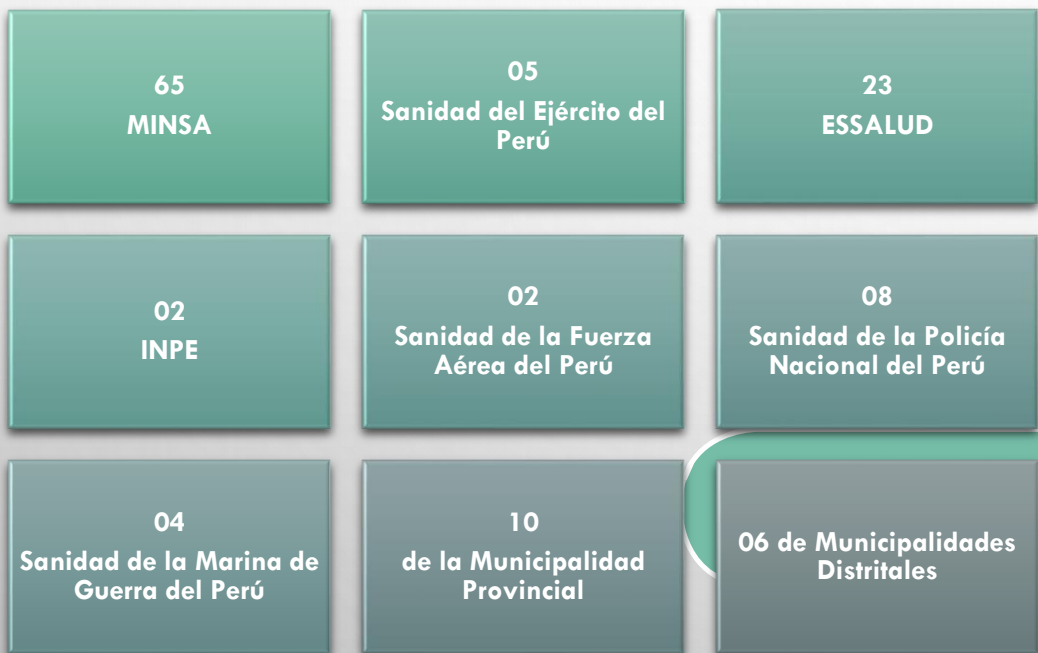 65
MINSA
05
Sanidad del Ejército del
Perú
23
ESSALUD
02
INPE
02
Sanidad de la Fuerza
Aérea del Perú
08
Sanidad de la Policía
Nacional del Perú
04
Sanidad de la Marina de
Guerra del Perú
10
de la Municipalidad
Provincial
06 de Municipalidades
Distritales